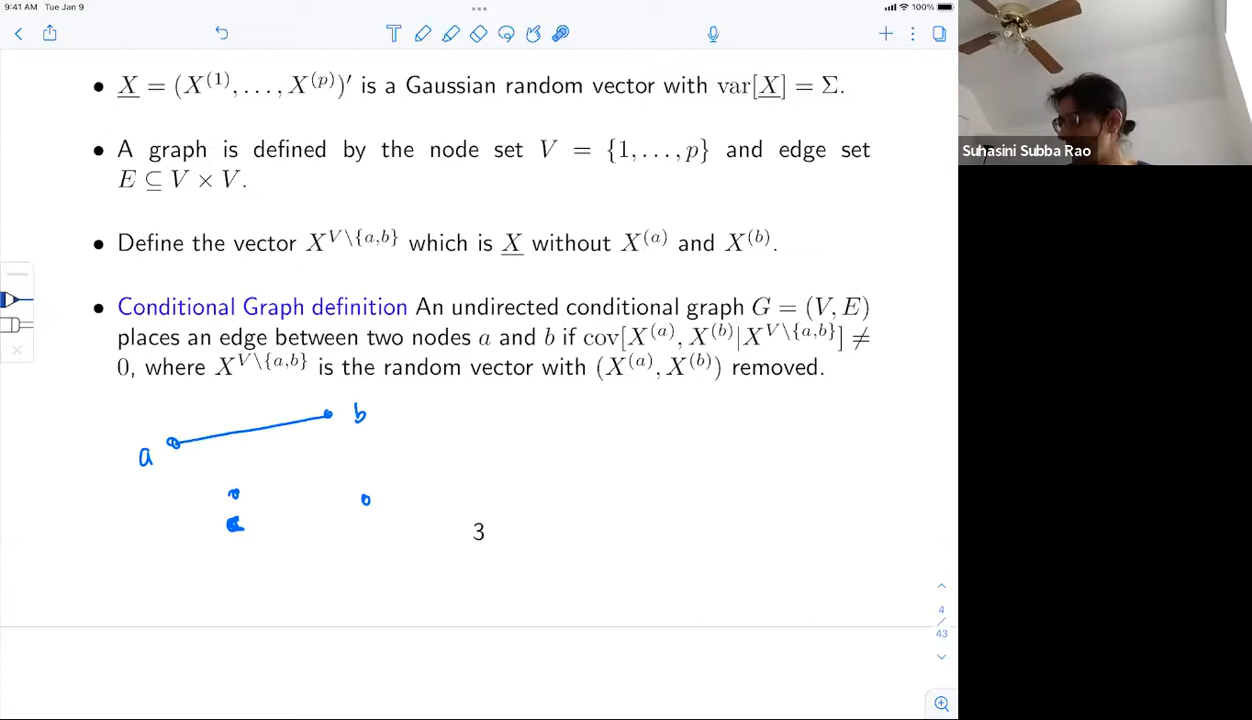 9:41 AM Tue Jan 9
100%
• X = (X^{(1)}, . . . , X^{(p)})′ is a Gaussian random vector with var[X] = Σ.
• A graph is defined by the node set V = {1, . . . , p} and edge set
E ⊆ V × V.
• Define the vector X^{V\{a,b}} which is X without X^{(a)} and X^{(b)}.
• Conditional Graph definition An undirected conditional graph G = (V, E)
places an edge between two nodes a and b if cov[X^{(a)}, X^{(b)}|X^{V\{a,b}}] ≠
0, where X^{V\{a,b}} is the random vector with (X^{(a)}, X^{(b)}) removed.
b
a
3
4
/
43
Suhasini Subba Rao